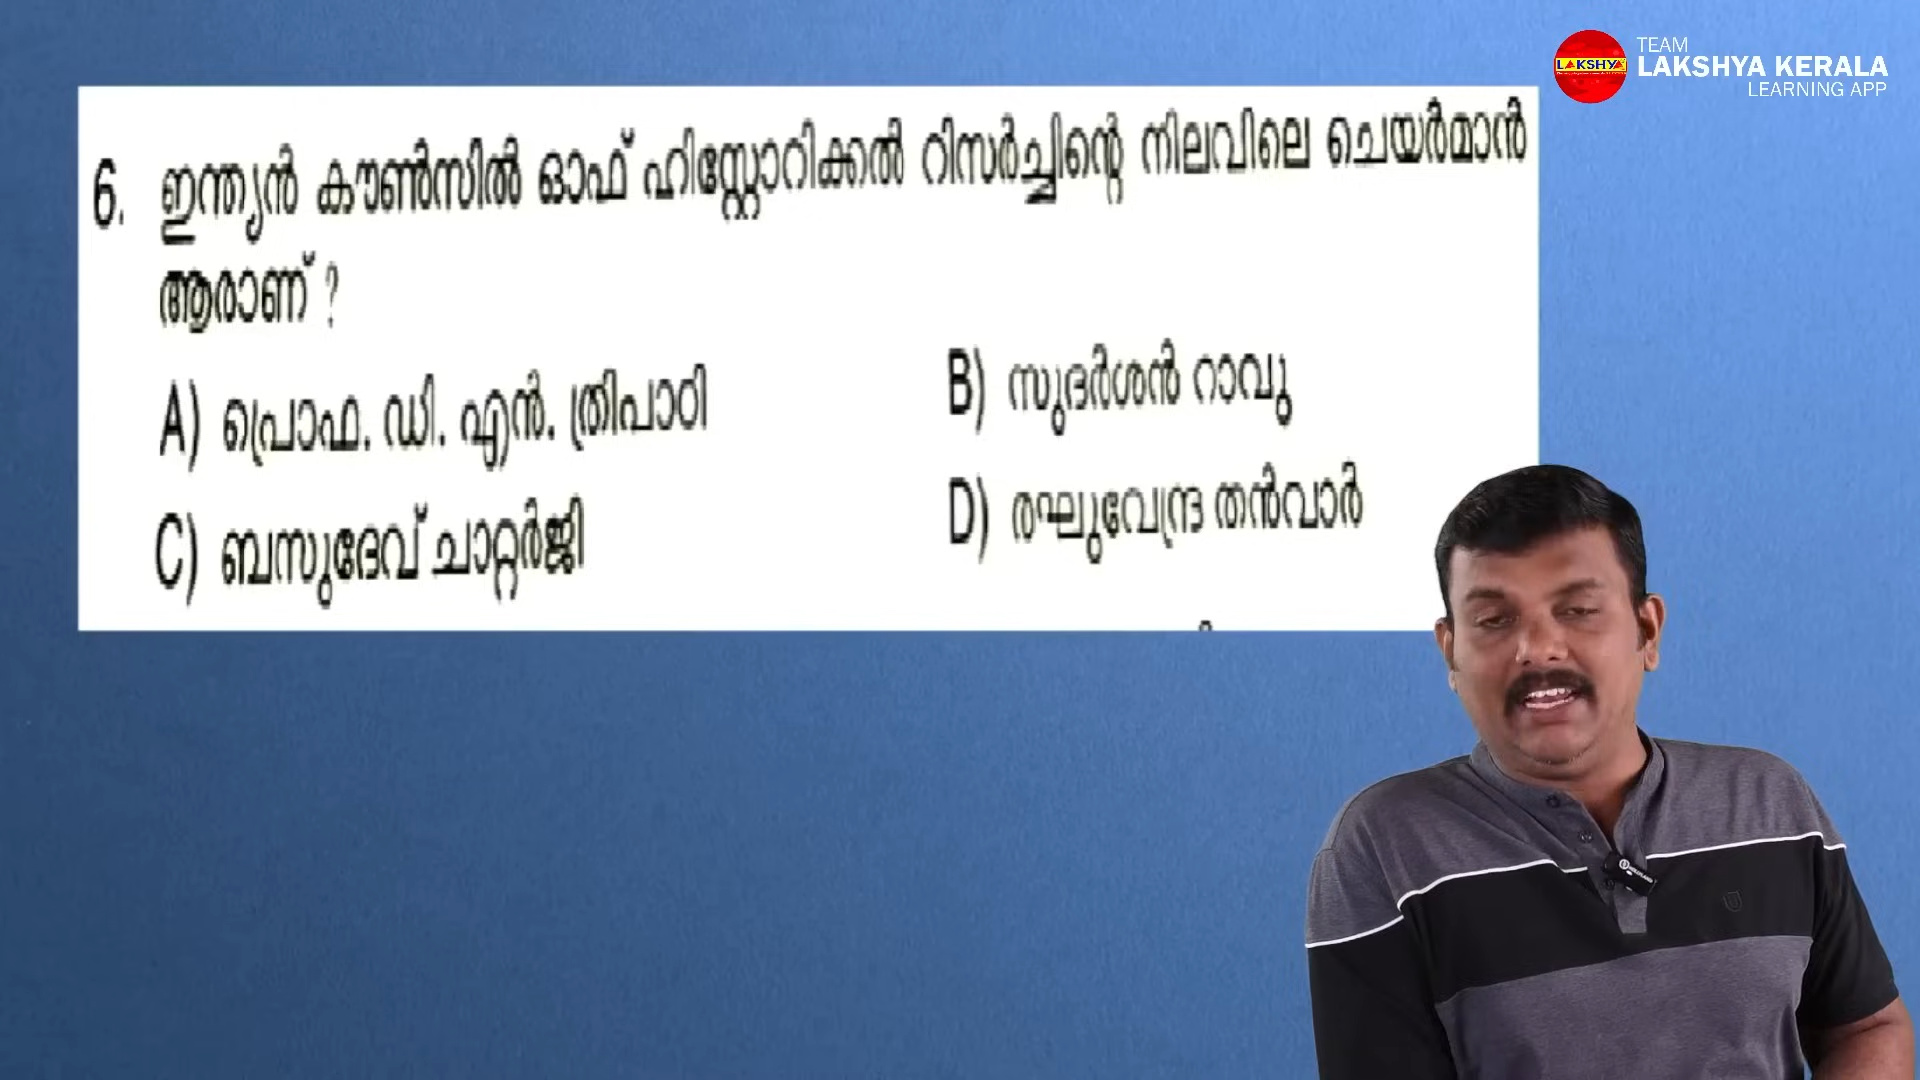 TEAM
LAKSHYA KERALA
LEARNING APP
LAKSHYA
6. ഇന്ത്യൻ കൗൺസിൽ ഓഫ് ഹിസ്റ്റോറിക്കൽ റിസർച്ചിന്റെ നിലവിലെ ചെയർമാൻ
ആരാണ് ?
A) പ്രൊഫ. ഡി. എൻ. ത്രിപാഠി
B) സുദർശൻ റാവു
C) ബസുദേവ് ചാറ്റർജി
D) രഘുവേന്ദ്ര തൻവാർ